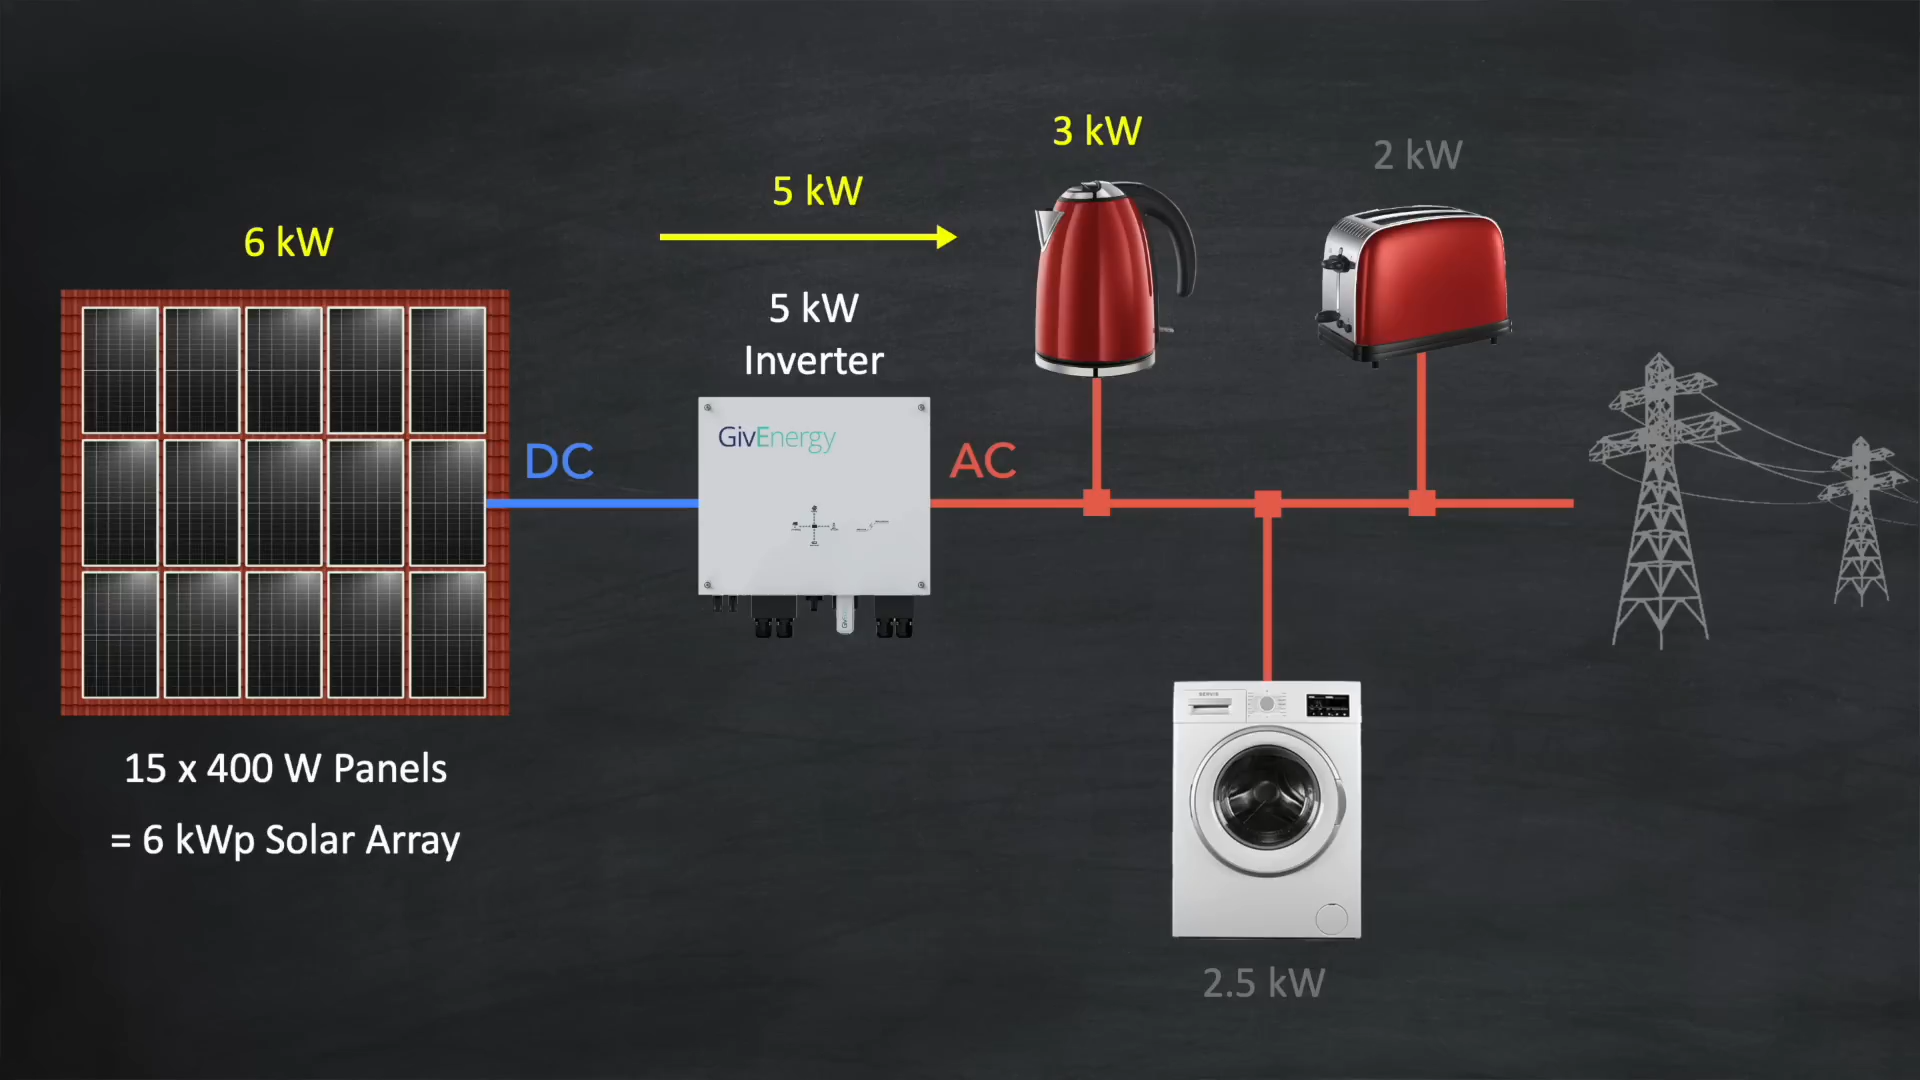 6 kW
5 kW
3 kW
2 kW
5 kW
Inverter
GivEnergy
DC
AC
15 x 400 W Panels
= 6 kWp Solar Array
SERVIS
2.5 kW